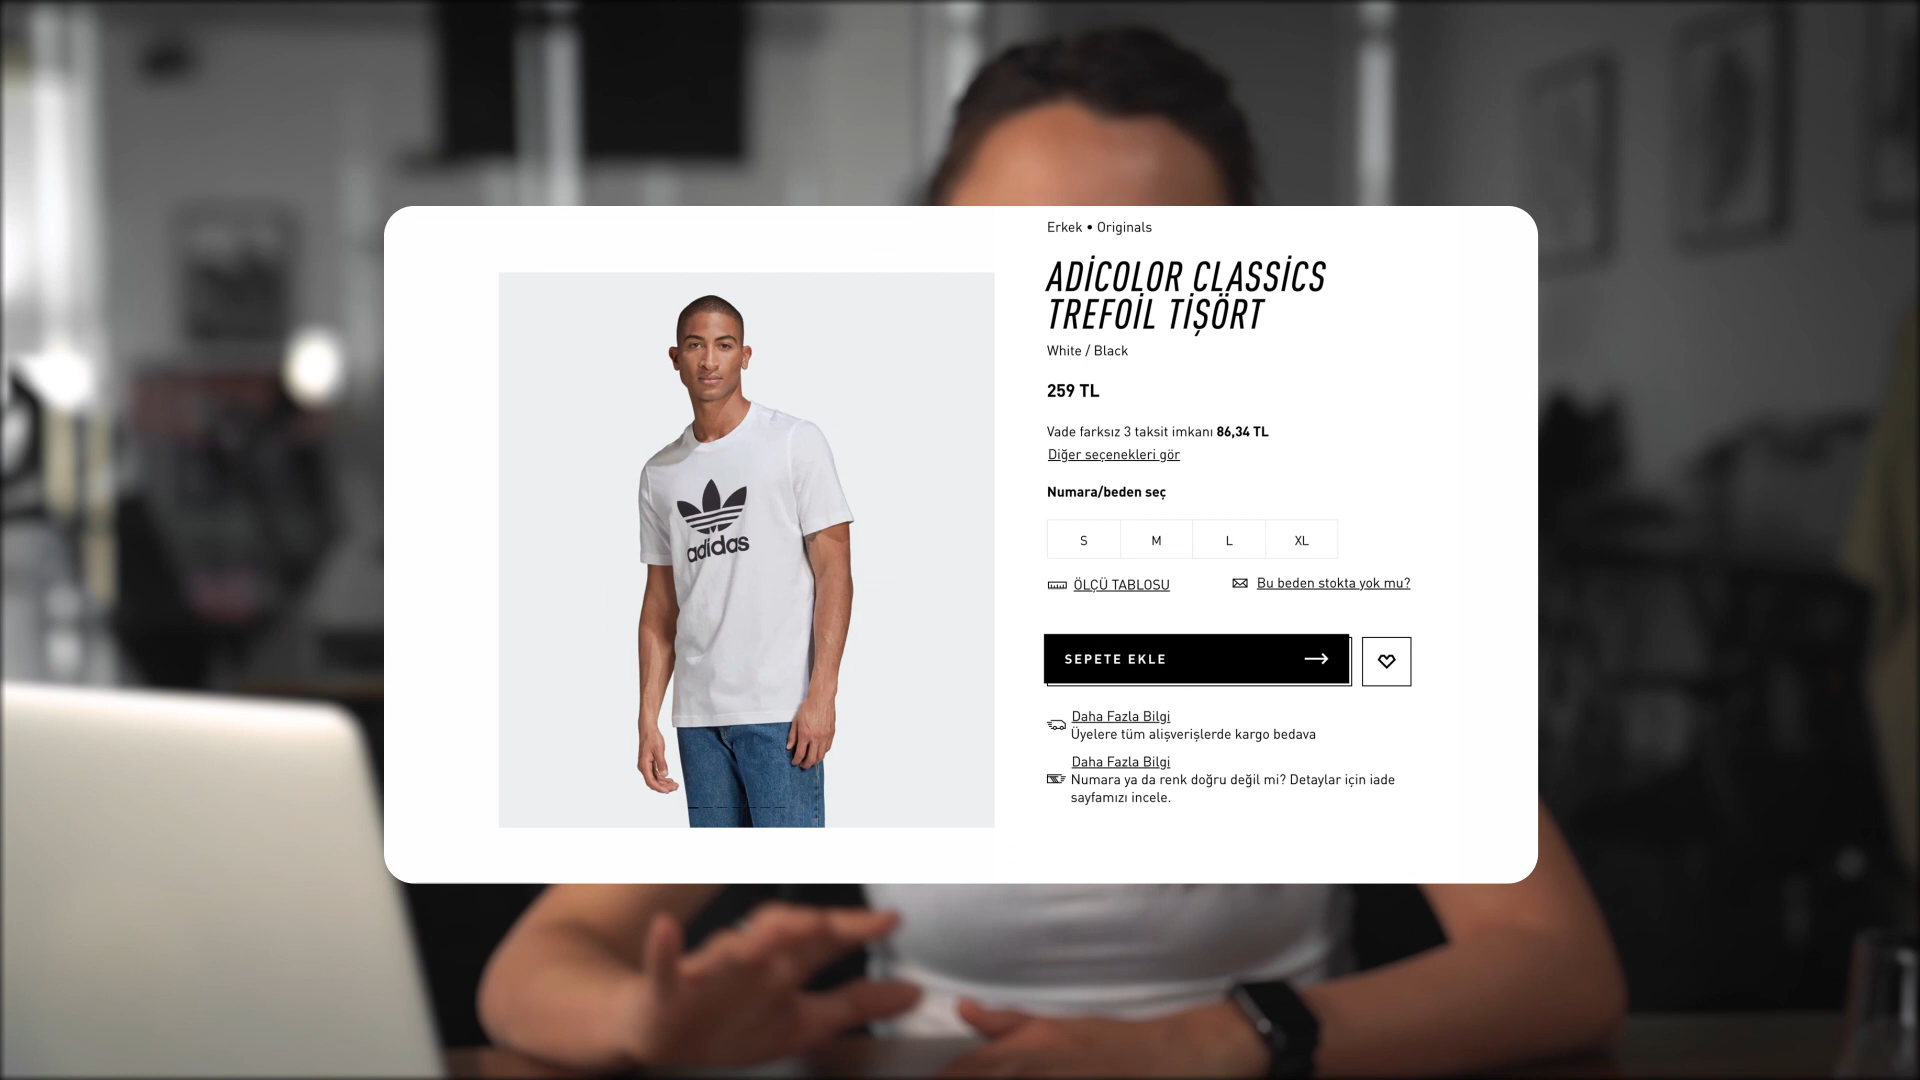 Erkek • Originals
ADİCOLOR CLASSİCS
TREFOİL TİŞÖRT
White / Black
259 TL
Vade farksız 3 taksit imkanı 86,34 TL
Diğer seçenekleri gör
Numara/beden seç
S M L XL
ÖLÇÜ TABLOSU Bu beden stokta yok mu?
SEPETE EKLE
Daha Fazla Bilgi
Üyelere tüm alışverişlerde kargo bedava
Daha Fazla Bilgi
Numara ya da renk doğru değil mi? Detaylar için iade
sayfamızı incele.
adidas